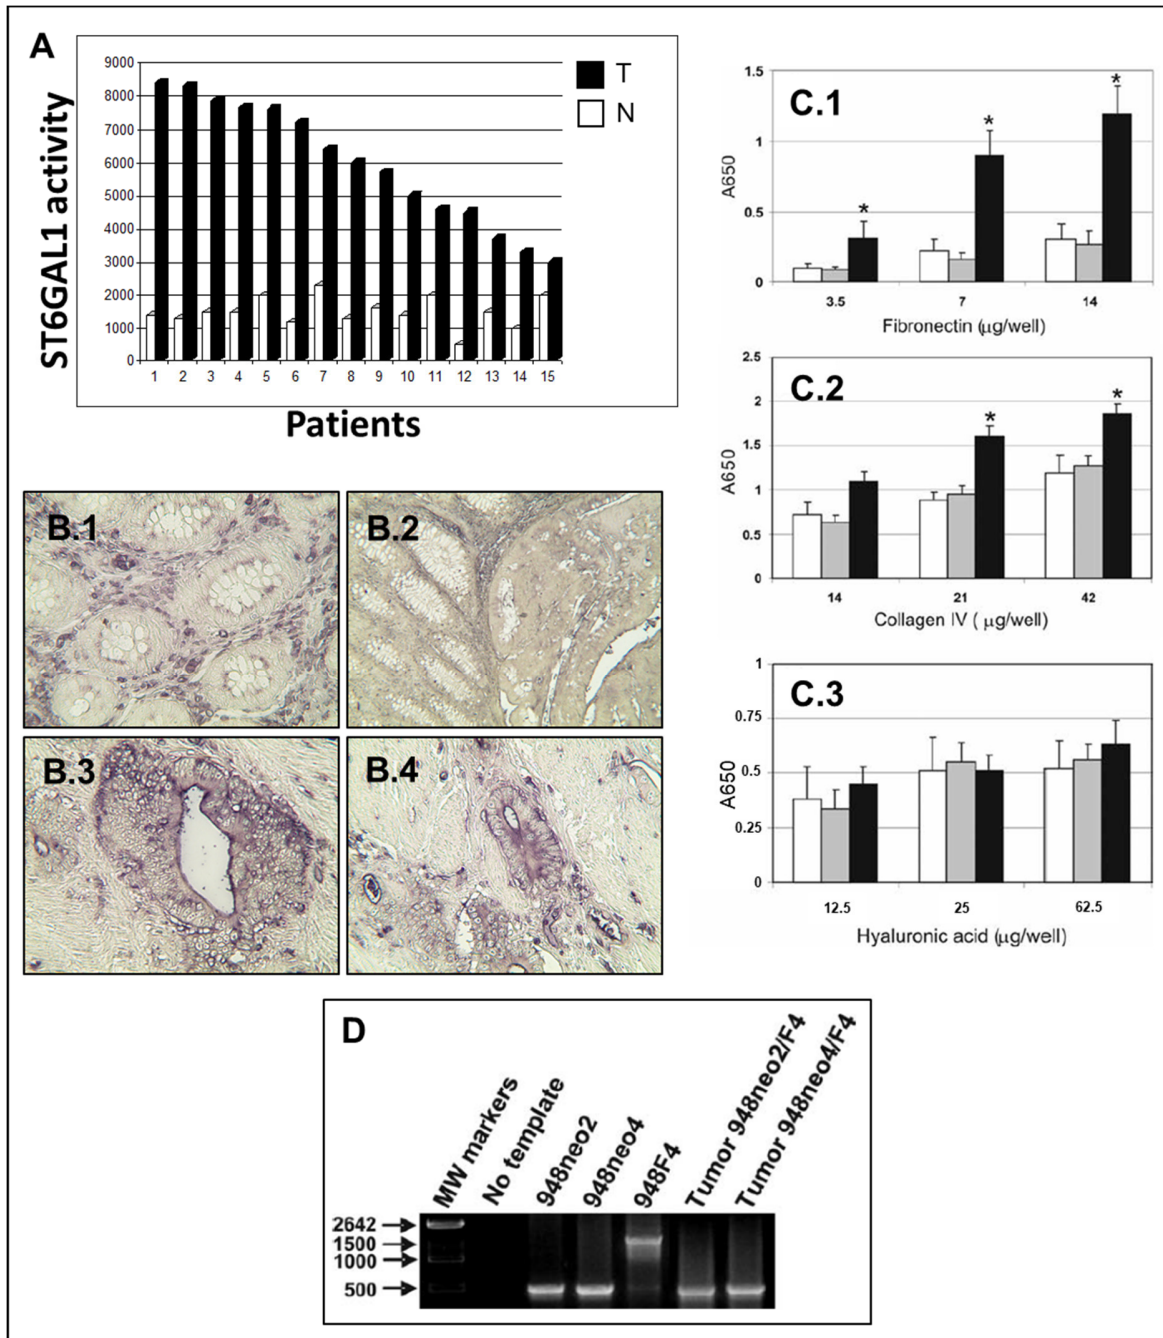 A
ST6GAL1 activity
9000
8000
7000
6000
5000
4000
3000
2000
1000
0
T
N
1 2 3 4 5 6 7 8 9 10 11 12 13 14 15
Patients
B.1
B.2
B.3
B.4
C.1
A650
1.5
1
0.5
0
* * *
3.5 7 14
Fibronectin (μg/well)
C.2
A650
2.5
2
1.5
1
0.5
0
* *
14 21 42
Collagen IV ( μg/well)
C.3
A650
1
0.75
0.5
0.25
0
12.5 25 62.5
Hyaluronic acid (μg/well)
D
MW markers
No template
948neo2
948neo4
948F4
Tumor 948neo2/F4
Tumor 948neo4/F4
2642
1500
1000
500